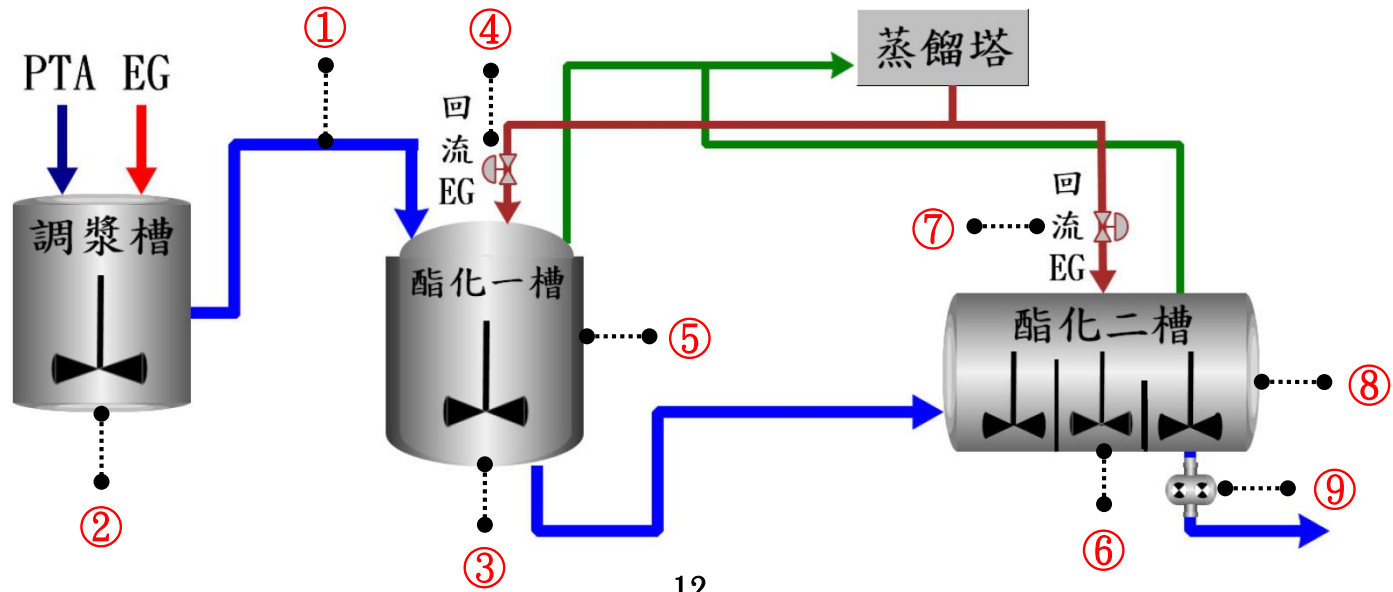 ①
④
蒸餾塔
PTA EG
回
流
EG
調漿槽
酯化一槽
⑤
②
③
回
流
EG
⑦
酯化二槽
⑧
⑨
⑥
12